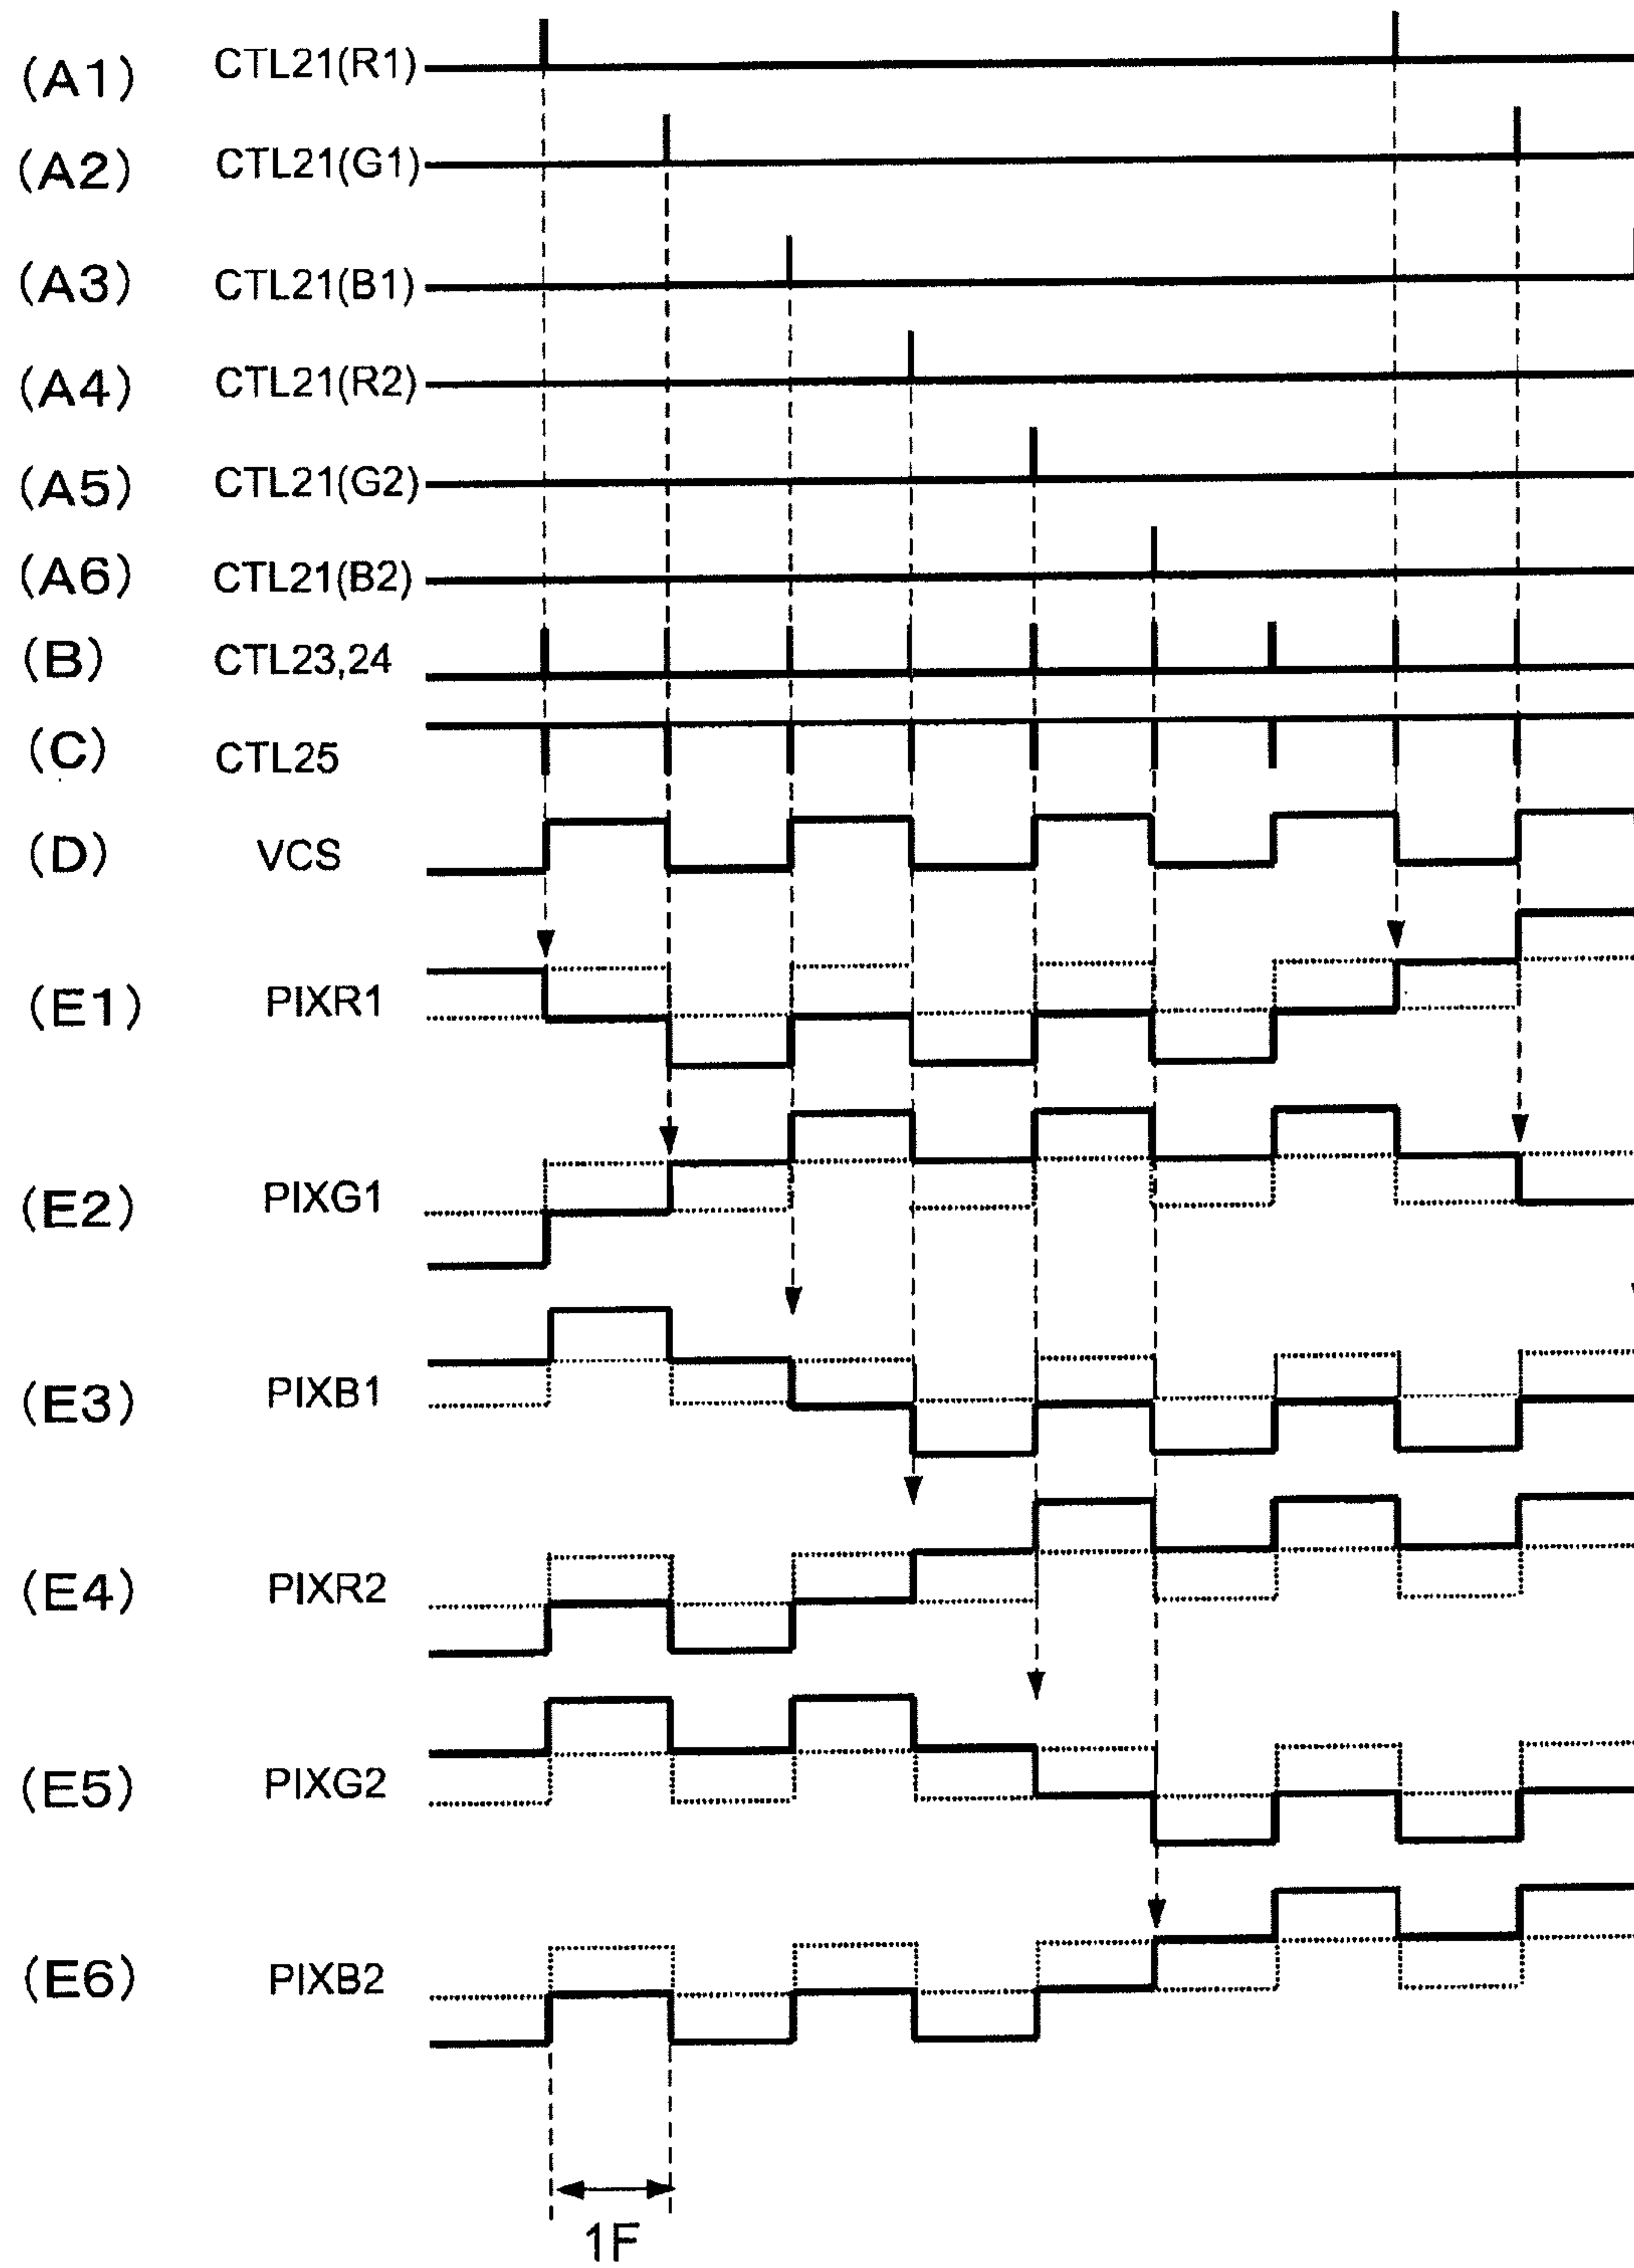 (A1) CTL21(R1)
(A2) CTL21(G1)
(A3) CTL21(B1)
(A4) CTL21(R2)
(A5) CTL21(G2)
(A6) CTL21(B2)
(B) CTL23,24
(C) CTL25
(D) VCS
(E1) PIXR1
(E2) PIXG1
(E3) PIXB1
(E4) PIXR2
(E5) PIXG2
(E6) PIXB2
1F